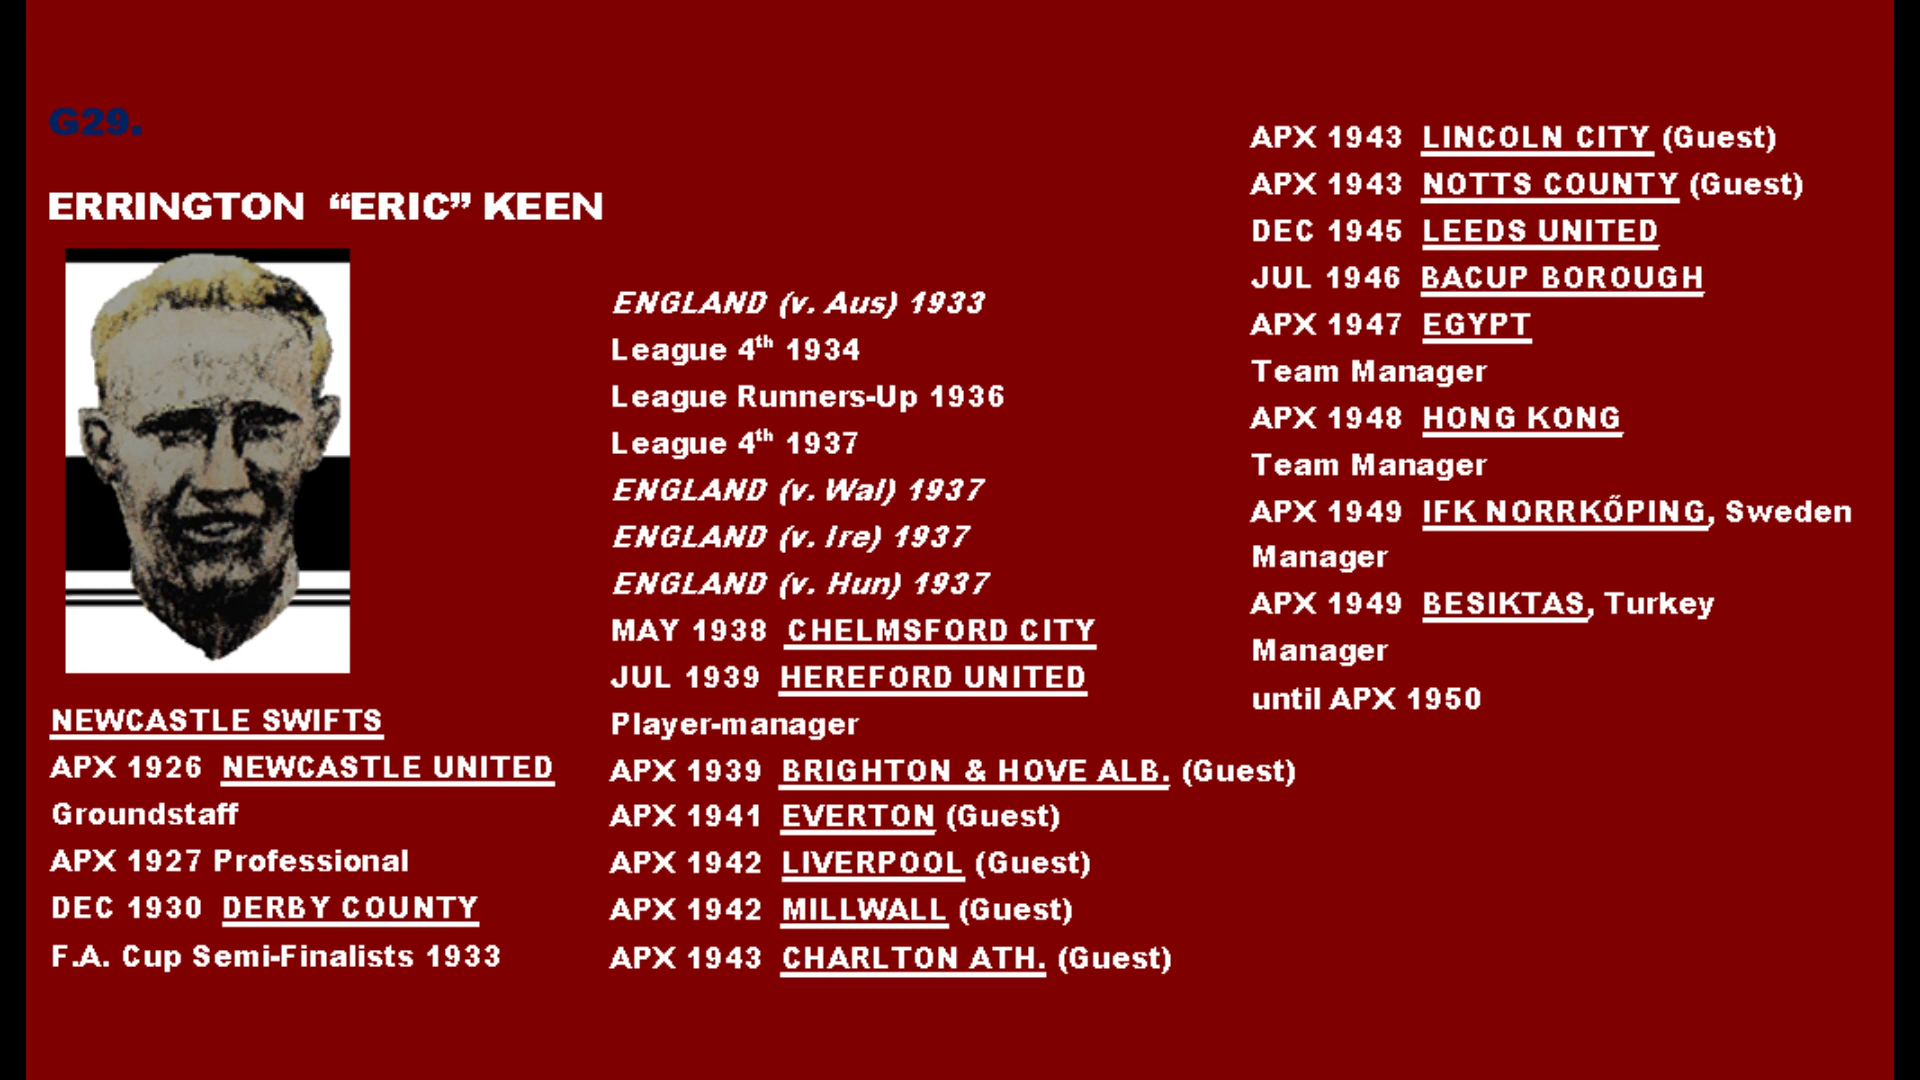 G29.
ERRINGTON “ERIC” KEEN
NEWCASTLE SWIFTS
APX 1926 NEWCASTLE UNITED
Groundstaff
APX 1927 Professional
DEC 1930 DERBY COUNTY
F.A. Cup Semi-Finalists 1933
ENGLAND (v. Aus) 1933
League 4th 1934
League Runners-Up 1936
League 4th 1937
ENGLAND (v. Wal) 1937
ENGLAND (v. Ire) 1937
ENGLAND (v. Hun) 1937
MAY 1938 CHELMSFORD CITY
JUL 1939 HEREFORD UNITED
Player-manager
APX 1939 BRIGHTON & HOVE ALB. (Guest)
APX 1941 EVERTON (Guest)
APX 1942 LIVERPOOL (Guest)
APX 1942 MILLWALL (Guest)
APX 1943 CHARLTON ATH. (Guest)
APX 1943 LINCOLN CITY (Guest)
APX 1943 NOTTS COUNTY (Guest)
DEC 1945 LEEDS UNITED
JUL 1946 BACUP BOROUGH
APX 1947 EGYPT
Team Manager
APX 1948 HONG KONG
Team Manager
APX 1949 IFK NORRKŐPING, Sweden
Manager
APX 1949 BESIKTAS, Turkey
Manager
until APX 1950